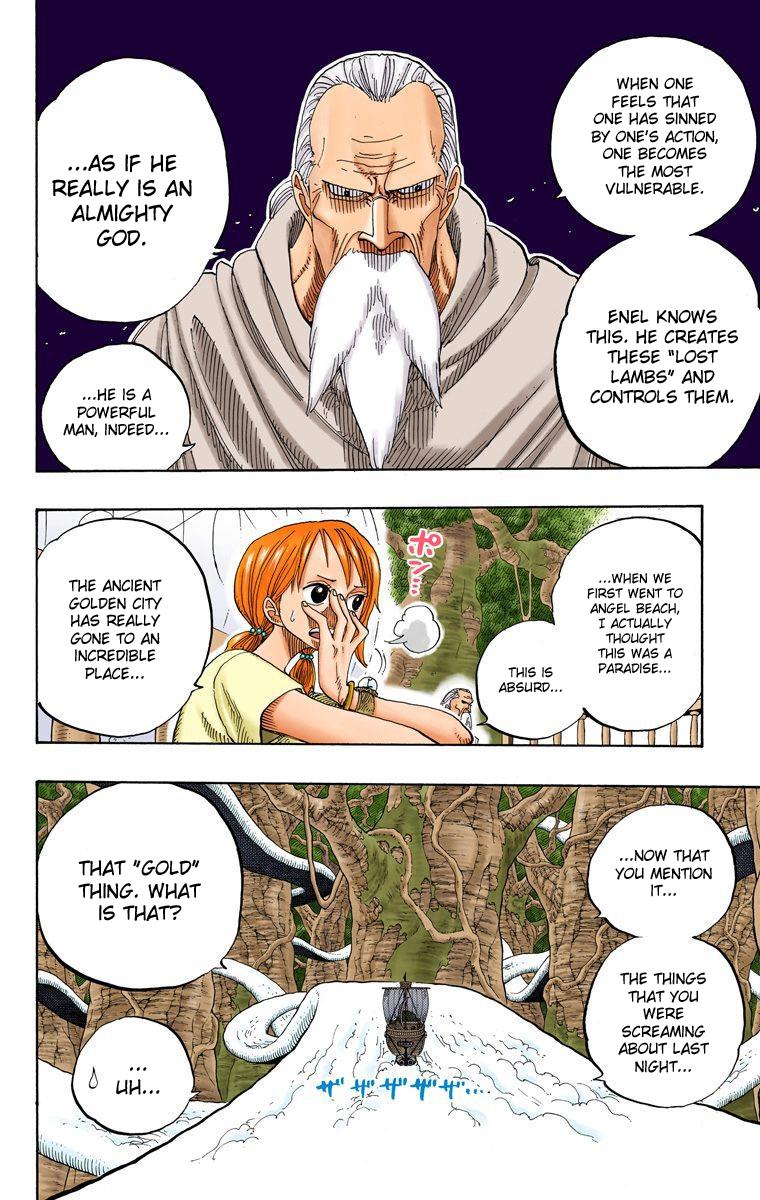 WHEN ONE
FEELS THAT
ONE HAS SINNED
BY ONE'S ACTION,
ONE BECOMES
THE MOST
VULNERABLE.
ENEL KNOWS
THIS. HE CREATES
THESE "LOST
LAMBS" AND
CONTROLS THEM.
...AS IF HE
REALLY IS AN
ALMIGHTY
GOD.
...HE IS A
POWERFUL
MAN, INDEED...
...WHEN WE
FIRST WENT TO
ANGEL BEACH,
I ACTUALLY
THOUGHT
THIS WAS A
PARADISE...
THIS IS
ABSURD...
ポン...
THE ANCIENT
GOLDEN CITY
HAS REALLY
GONE TO AN
INCREDIBLE
PLACE...
...NOW THAT
YOU MENTION
IT...
THE THINGS
THAT YOU
WERE
SCREAMING
ABOUT LAST
NIGHT...
THAT "GOLD"
THING. WHAT
IS THAT?
...
UH...
ザザザザザ...